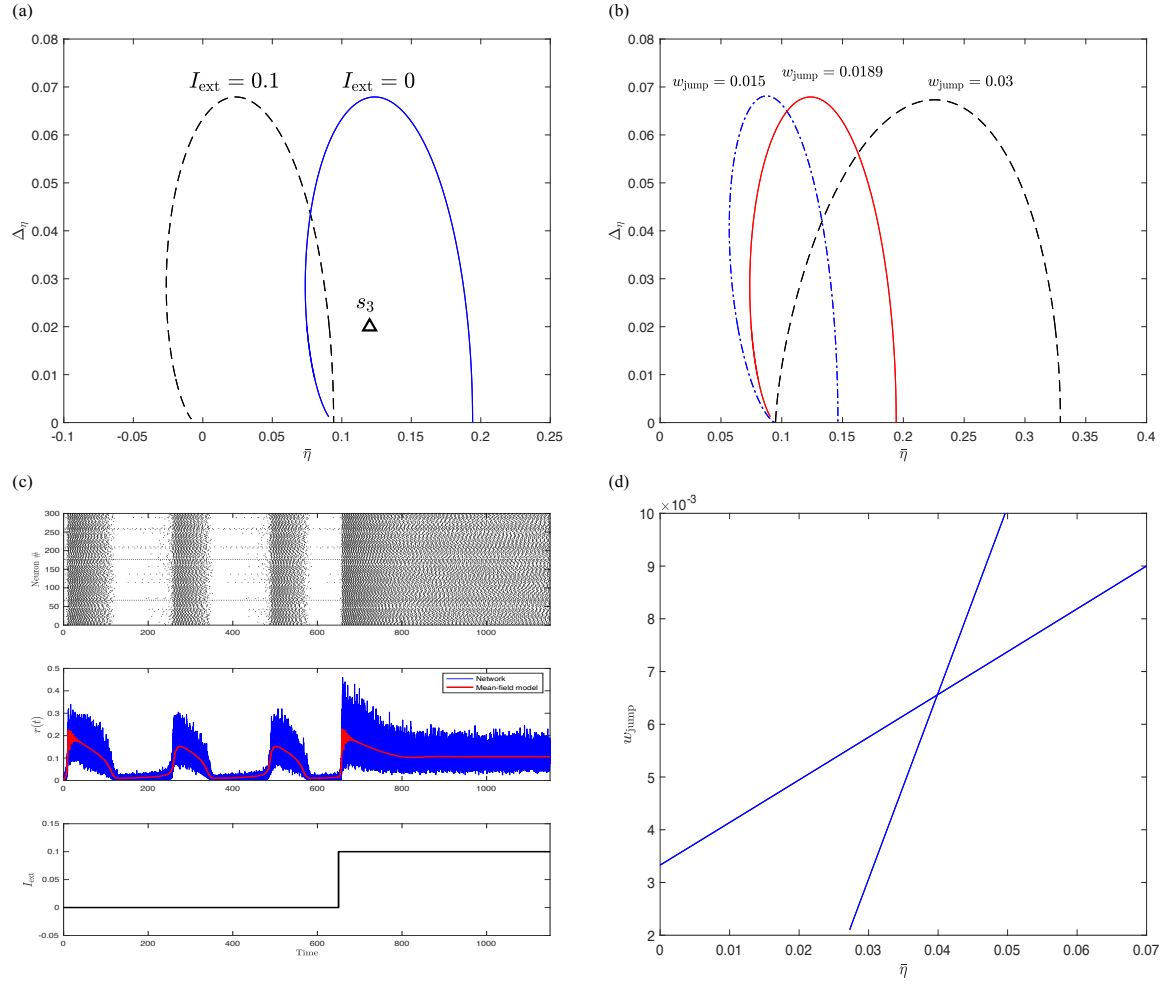 (a)
0.08
0.07
0.06
0.05
0.04
0.03
0.02
0.01
0
Δη
I_ext = 0.1
I_ext = 0
s_3
-0.1 -0.05 0 0.05 0.1 0.15 0.2 0.25
η̄
(b)
0.08
0.07
0.06
0.05
0.04
0.03
0.02
0.01
0
Δη
w_jump = 0.015
w_jump = 0.0189
w_jump = 0.03
0 0.05 0.1 0.15 0.2 0.25 0.3 0.35 0.4
η̄
(c)
300
250
200
150
100
50
0
Neuron #
0 200 400 600 800 1000
0.5
0.4
0.3
0.2
0.1
0
r(t)
Network
Mean-field model
0 200 400 600 800 1000
0.15
0.1
0.05
0
-0.05
I_ext
0 200 400 600 800 1000
Time
(d)
×10^-3
10
9
8
7
6
5
4
3
2
w_jump
0 0.01 0.02 0.03 0.04 0.05 0.06 0.07
η̄